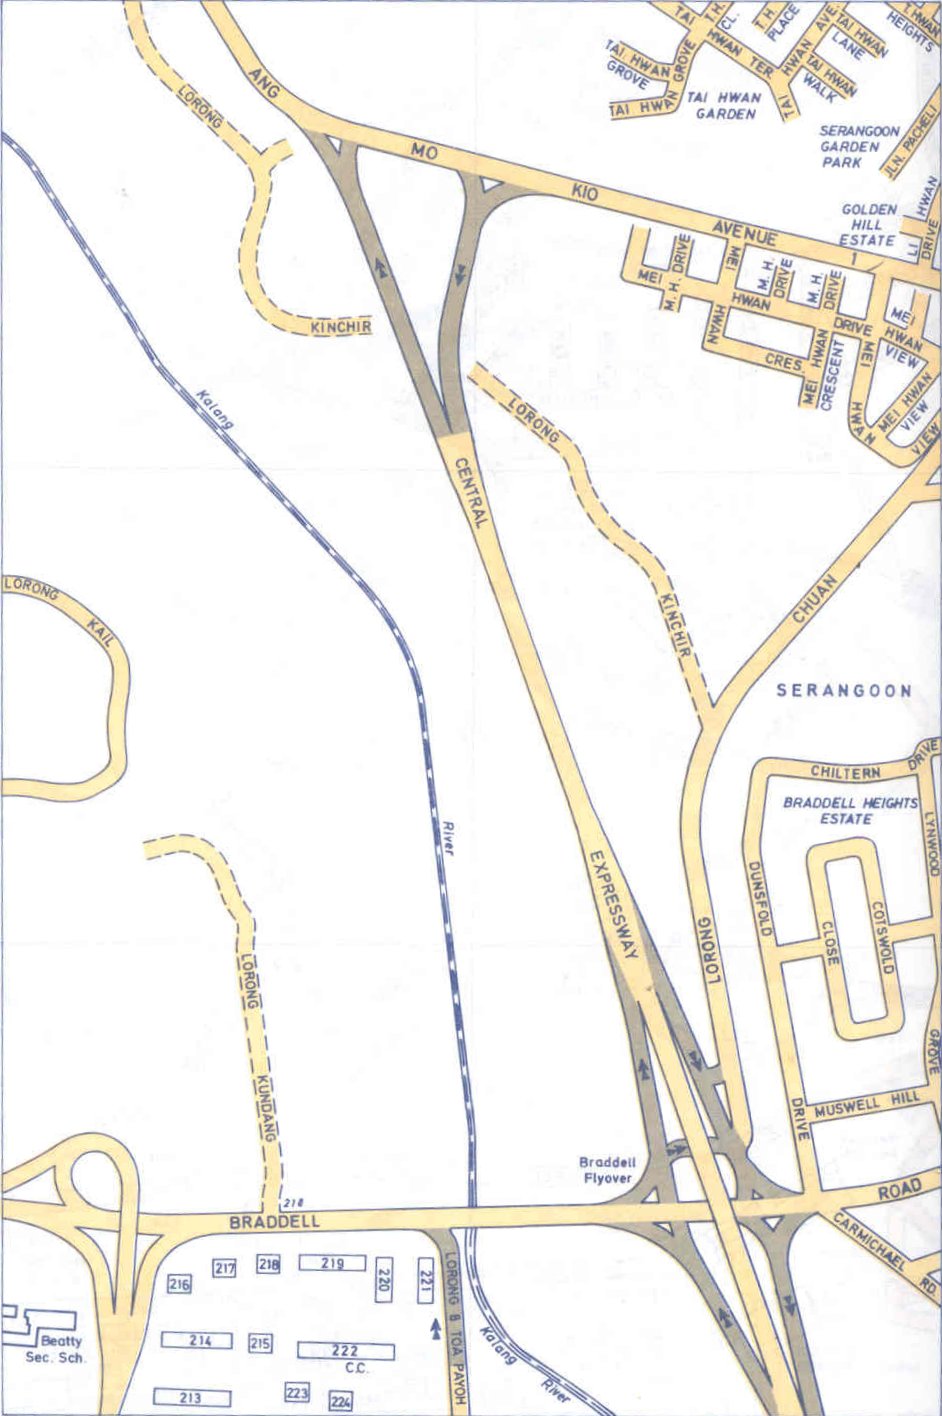 TAI HWAN TER
T.H. CL.
T.H. PLACE
TAI HWAN AVE.
TAI HWAN LANE
T. HWAN HEIGHTS
TAI HWAN GROVE
TAI HWAN GROVE
TAI HWAN WALK
TAI HWAN
GARDEN
SERANGOON
GARDEN
PARK
JLN. PACHELI
LORONG
ANG
MO
KIO
AVENUE
1
GOLDEN
HILL
ESTATE
LI HWAN DRIVE
MEI HWAN DRIVE
M. H. DRIVE
M. H. DRIVE
M. H. DRIVE
MEI HWAN
CRES.
MEI HWAN CRESCENT
MEI HWAN VIEW
MEI HWAN VIEW
MEI HWAN VIEW
KINCHIR
Kalang
LORONG
CENTRAL
KINCHIR
CHUAN
LORONG
KAIL
SERANGOON
CHILTERN
DRIVE
BRADDELL HEIGHTS
ESTATE
LYNWOOD
River
EXPRESSWAY
DUNSFOLD
COTSWOLD
CLOSE
LORONG
LORONG
GROVE
KUNDANG
DRIVE
MUSWELL HILL
Braddell
Flyover
218
BRADDELL
ROAD
CARMICHAEL RD.
216
217
218
219
220
221
LORONG 8 TOA PAYOH
Beatty
Sec. Sch.
214
215
222
C.C.
Kalang
River
213
223
224